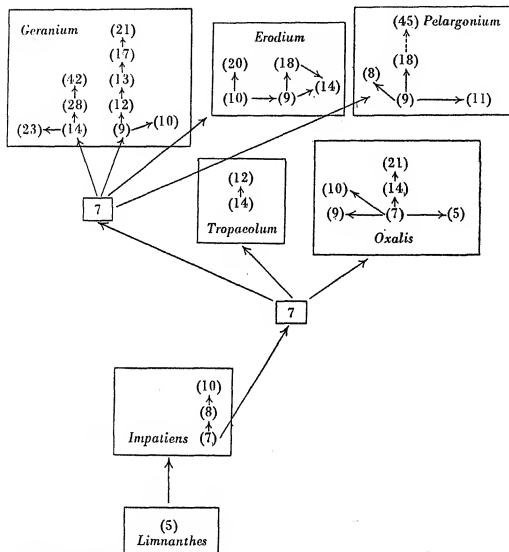 Geranium (21)
(17)
(42) (13)
(28) (12)
(23) (14) (9) (10)
Erodium
(20) (18)
(14)
(10) (9)
(45) Pelargonium
(18)
(8)
(9) (11)
7
(12)
(14)
Tropaeolum
(21)
(10) (14)
(9) (7) (5)
Oxalis
7
(10)
(8)
Impatiens (7)
(5)
Limnanthes